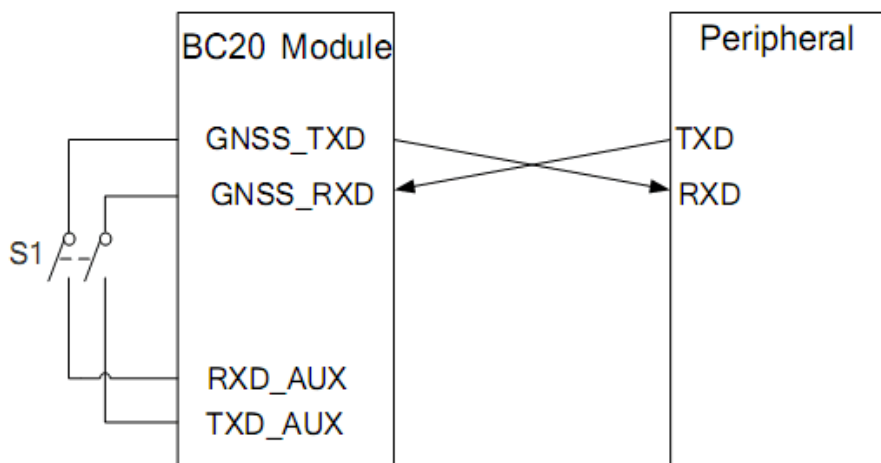 BC20 Module
Peripheral
GNSS_TXD
TXD
GNSS_RXD
RXD
S1
RXD_AUX
TXD_AUX